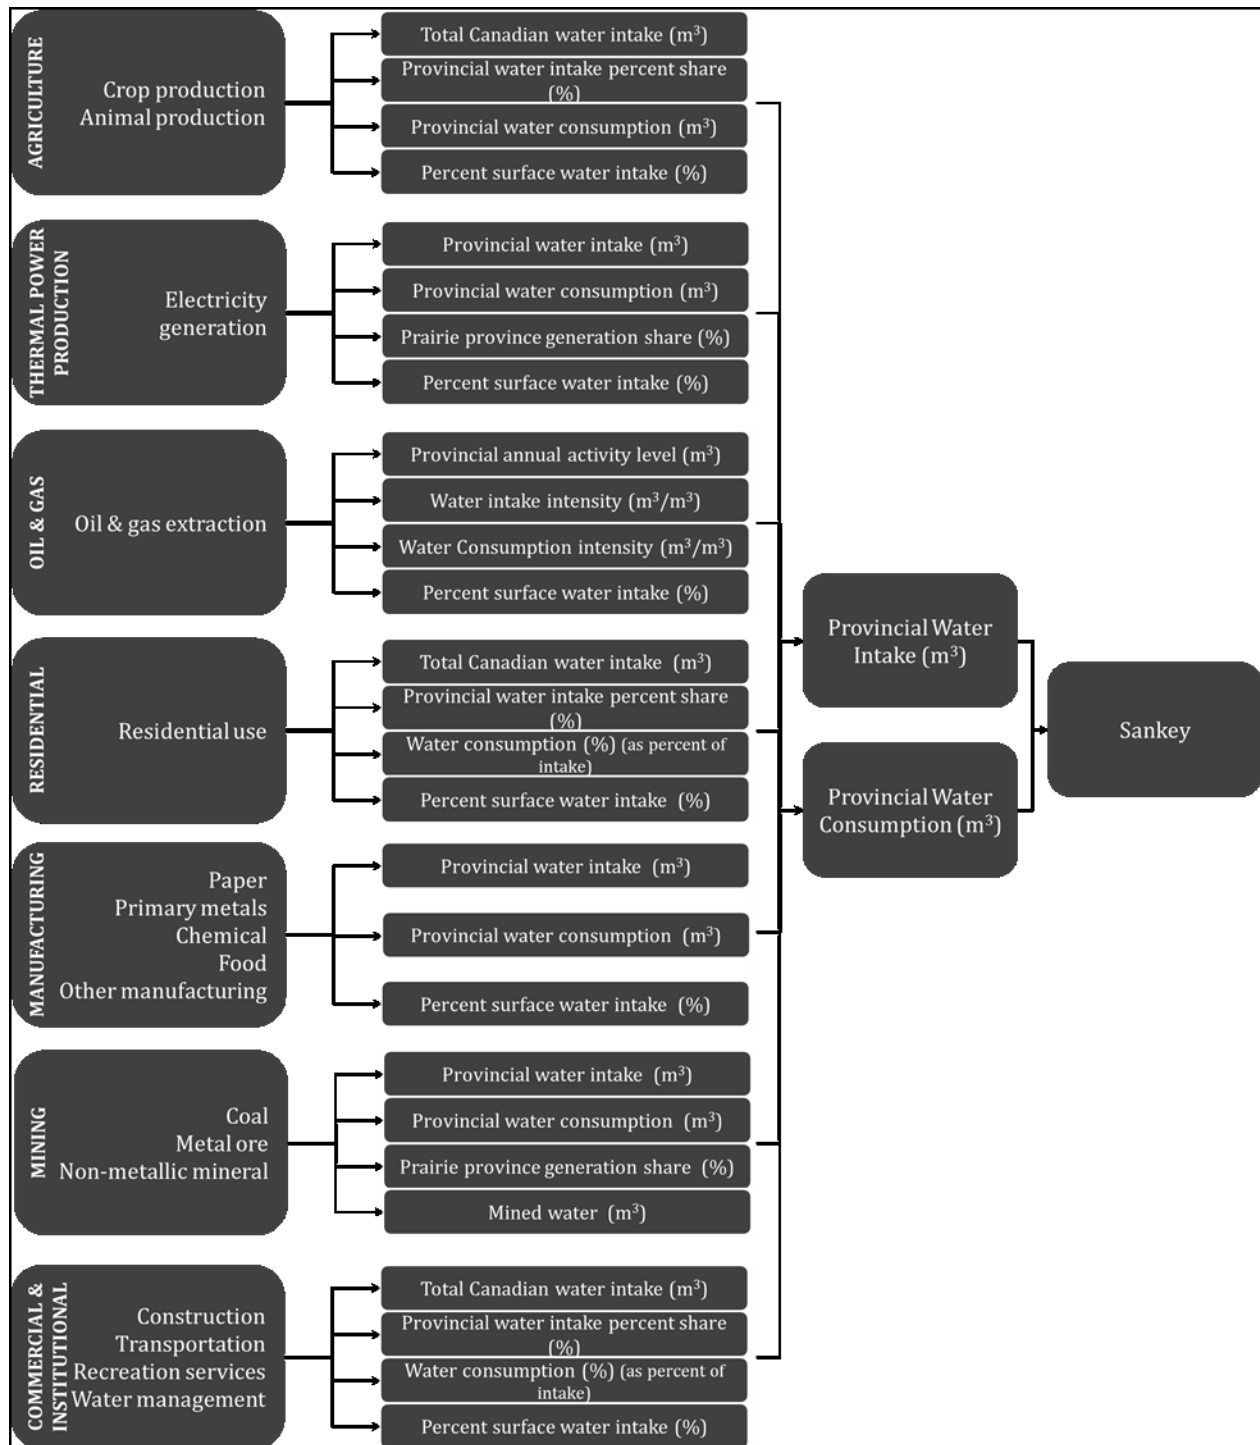 AGRICULTURE
Crop production
Animal production
Total Canadian water intake (m³)
Provincial water intake percent share
(%)
Provincial water consumption (m³)
Percent surface water intake (%)
THERMAL POWER
PRODUCTION
Electricity
generation
Provincial water intake (m³)
Provincial water consumption (m³)
Prairie province generation share (%)
Percent surface water intake (%)
OIL & GAS
Oil & gas extraction
Provincial annual activity level (m³)
Water intake intensity (m³/m³)
Water Consumption intensity (m³/m³)
Percent surface water intake (%)
RESIDENTIAL
Residential use
Total Canadian water intake (m³)
Provincial water intake percent share
(%)
Water consumption (%) (as percent of
intake)
Percent surface water intake (%)
MANUFACTURING
Paper
Primary metals
Chemical
Food
Other manufacturing
Provincial water intake (m³)
Provincial water consumption (m³)
Percent surface water intake (%)
MINING
Coal
Metal ore
Non-metallic mineral
Provincial water intake (m³)
Provincial water consumption (m³)
Prairie province generation share (%)
Mined water (m³)
COMMERCIAL &
INSTITUTIONAL
Construction
Transportation
Recreation services
Water management
Total Canadian water intake (m³)
Provincial water intake percent share
(%)
Water consumption (%) (as percent of
intake)
Percent surface water intake (%)
Provincial Water
Intake (m³)
Provincial Water
Consumption (m³)
Sankey